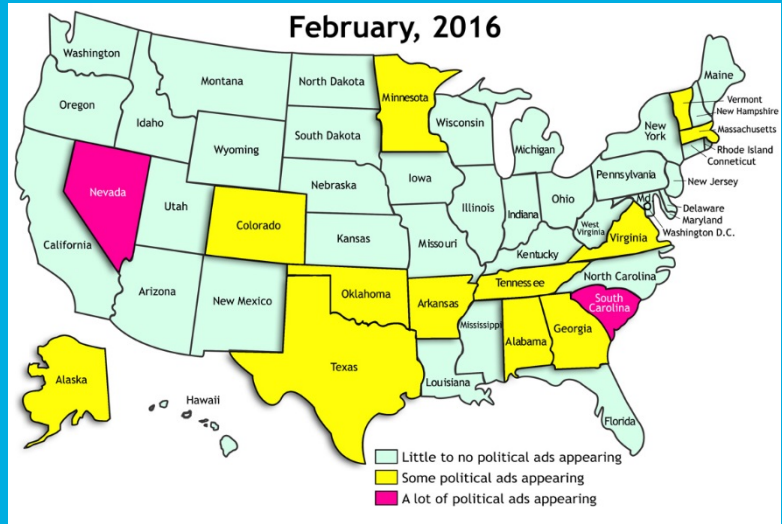 February, 2016
Washington
Montana
North Dakota
Minnesota
Maine
Oregon
Idaho
Wyoming
South Dakota
Wisconsin
Michigan
New York
Vermont
New Hampshire
Massachusetts
Rhode Island
Conneticut
Nevada
Utah
Colorado
Nebraska
Iowa
Illinois
Indiana
Ohio
Pennsylvania
New Jersey
Md
Delaware
Maryland
Washington D.C.
California
Kansas
Missouri
Kentucky
West
Virginia
Virginia
Arizona
New Mexico
Oklahoma
Arkansas
Tennessee
North Carolina
South
Carolina
Texas
Mississippi
Alabama
Georgia
Louisiana
Florida
Alaska
Hawaii
Little to no political ads appearing
Some political ads appearing
A lot of political ads appearing